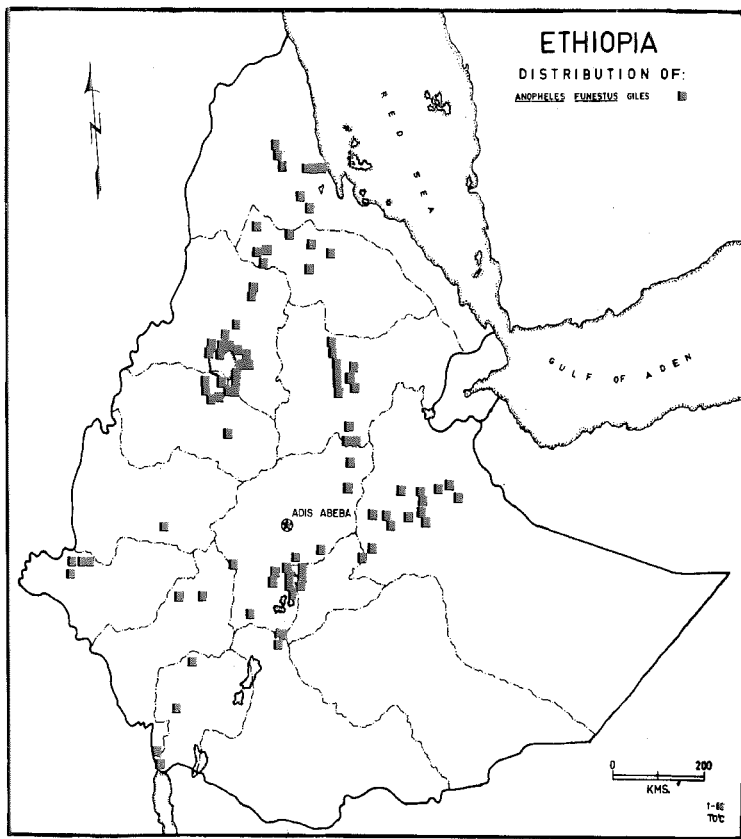 ETHIOPIA
DISTRIBUTION OF:
ANOPHELES FUNESTUS GILES
N
RED SEA
GULF OF ADEN
ADIS ABEBA
0 200
KMS.